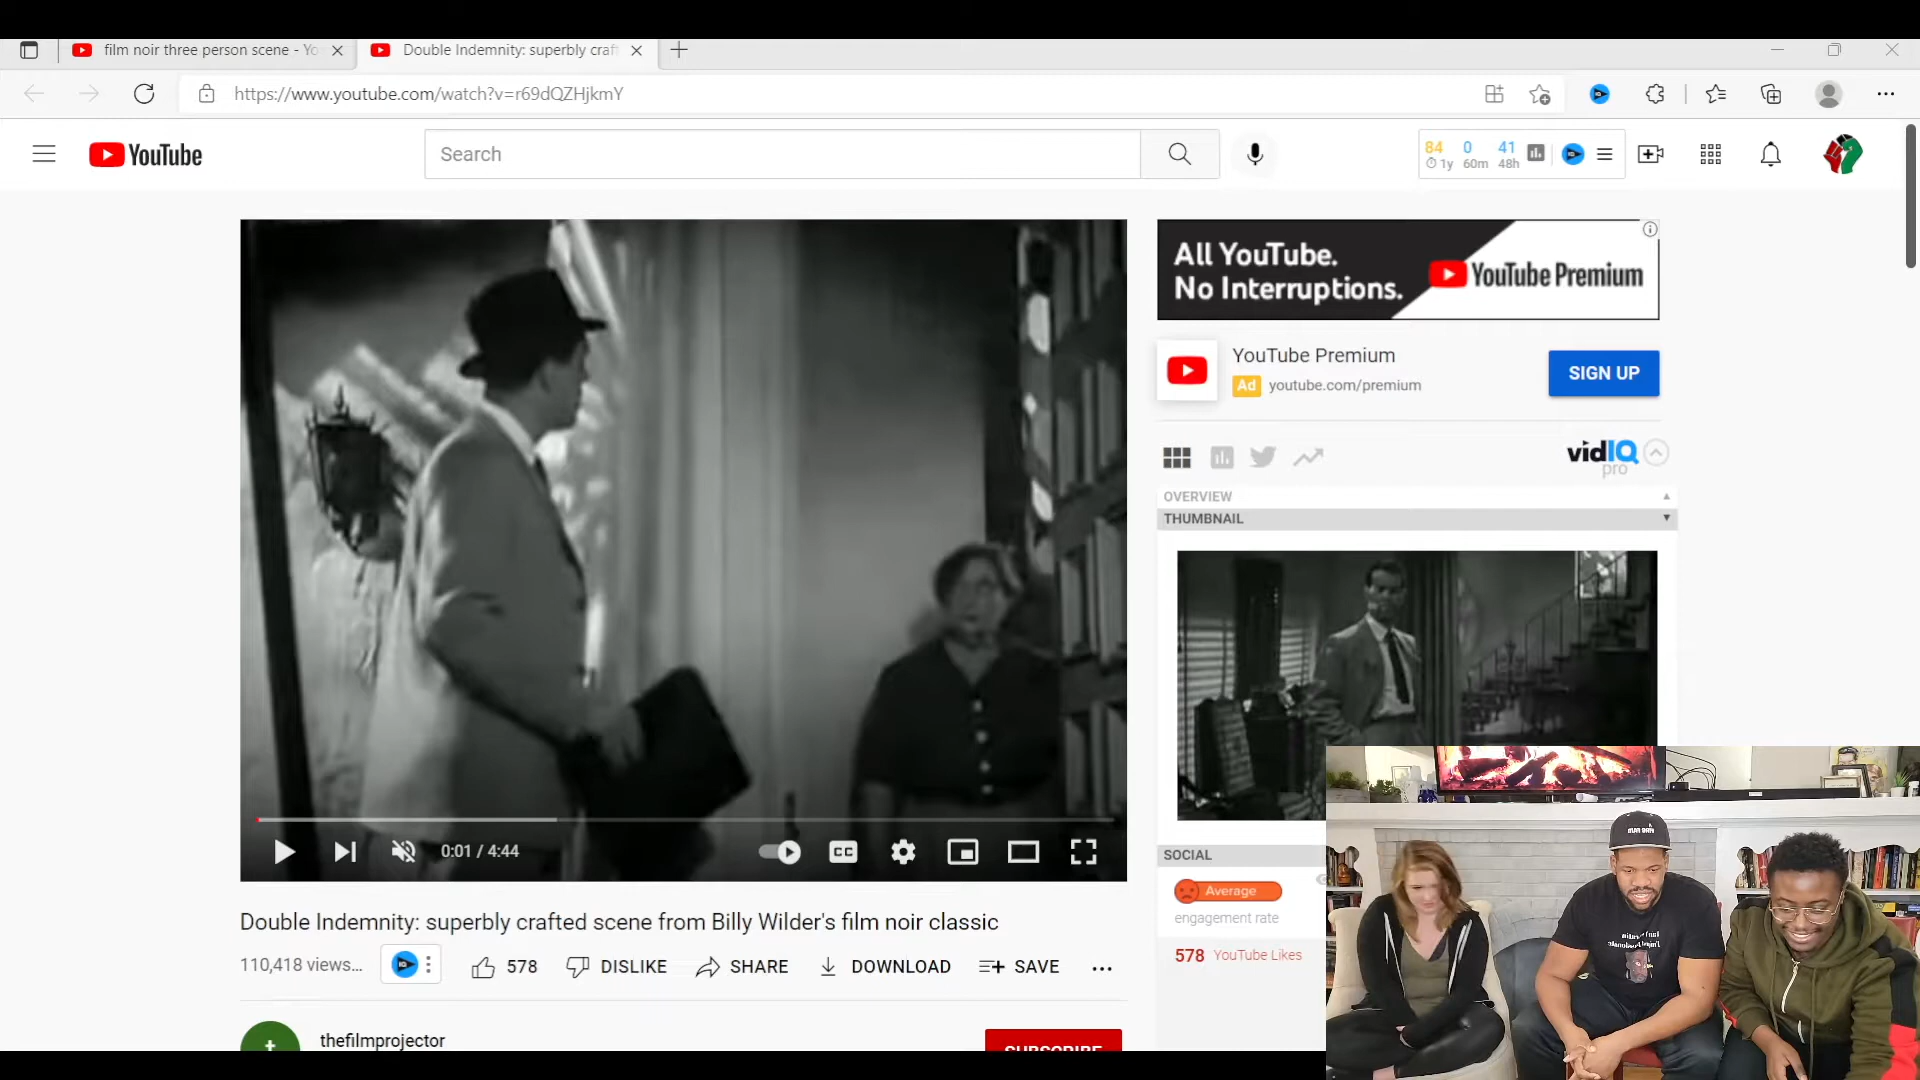 film noir three person scene - Yo
Double Indemnity: superbly craf
https://www.youtube.com/watch?v=r69dQZHjkmY
YouTube
Search
84 0 41
1y 60m 48h
All YouTube.
No Interruptions.
YouTube Premium
YouTube Premium
Ad youtube.com/premium
SIGN UP
vidIQ
pro
OVERVIEW
THUMBNAIL
0:01 / 4:44
CC
SOCIAL
Average
engagement rate
578 YouTube Likes
Double Indemnity: superbly crafted scene from Billy Wilder's film noir classic
110,418 views...
578
DISLIKE
SHARE
DOWNLOAD
SAVE
thefilmprojector
SUBSCRIBE